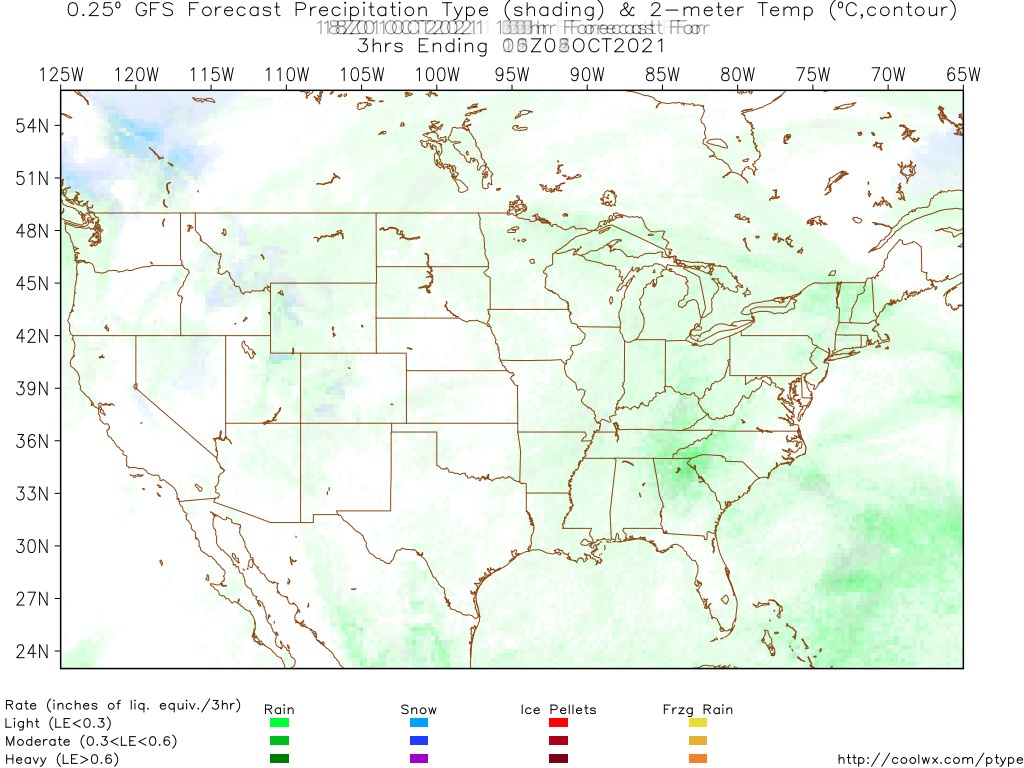 0.25° GFS Forecast Precipitation Type (shading) & 2-meter Temp (°C,contour)
Forecast For
3hrs Ending OCT2021
125W 120W 115W 110W 105W 100W 95W 90W 85W 80W 75W 70W 65W
54N
51N
48N
45N
42N
39N
36N
33N
30N
27N
24N
Rate (inches of liq. equiv./3hr) Rain Snow Ice Pellets Frzg Rain
Light (LE<0.3)
Moderate (0.3<LE<0.6)
Heavy (LE>0.6)
http://coolwx.com/ptype